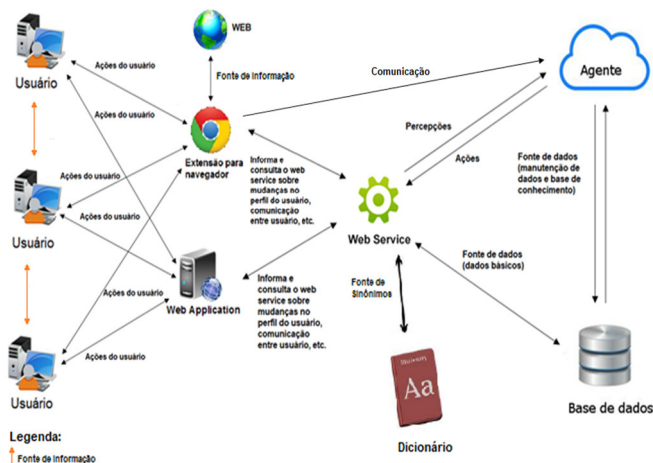 WEB
Ações do usuário
Fonte de Informação
Usuário
Comunicação
Agente
Ações do usuário
Extensão para
navegador
Percepções
Ações
Ações do usuário
Informa e
consulta o web
service sobre
mudanças no
perfil do usuário,
comunicação
entre usuário, etc.
Fonte de dados
(manutenção de
dados e base de
conhecimento)
Ações do usuário
Usuário
Web Service
Fonte de dados
(dados básicos)
Informa e
consulta o web
service sobre
mudanças no
perfil do usuário,
comunicação
entre usuário, etc.
Fonte de
Sinônimos
Ações do usuário
Web Application
Ações do usuário
Dictionary
Aa
Usuário
Base de dados
Dicionário
Legenda:
Fonte de Informação